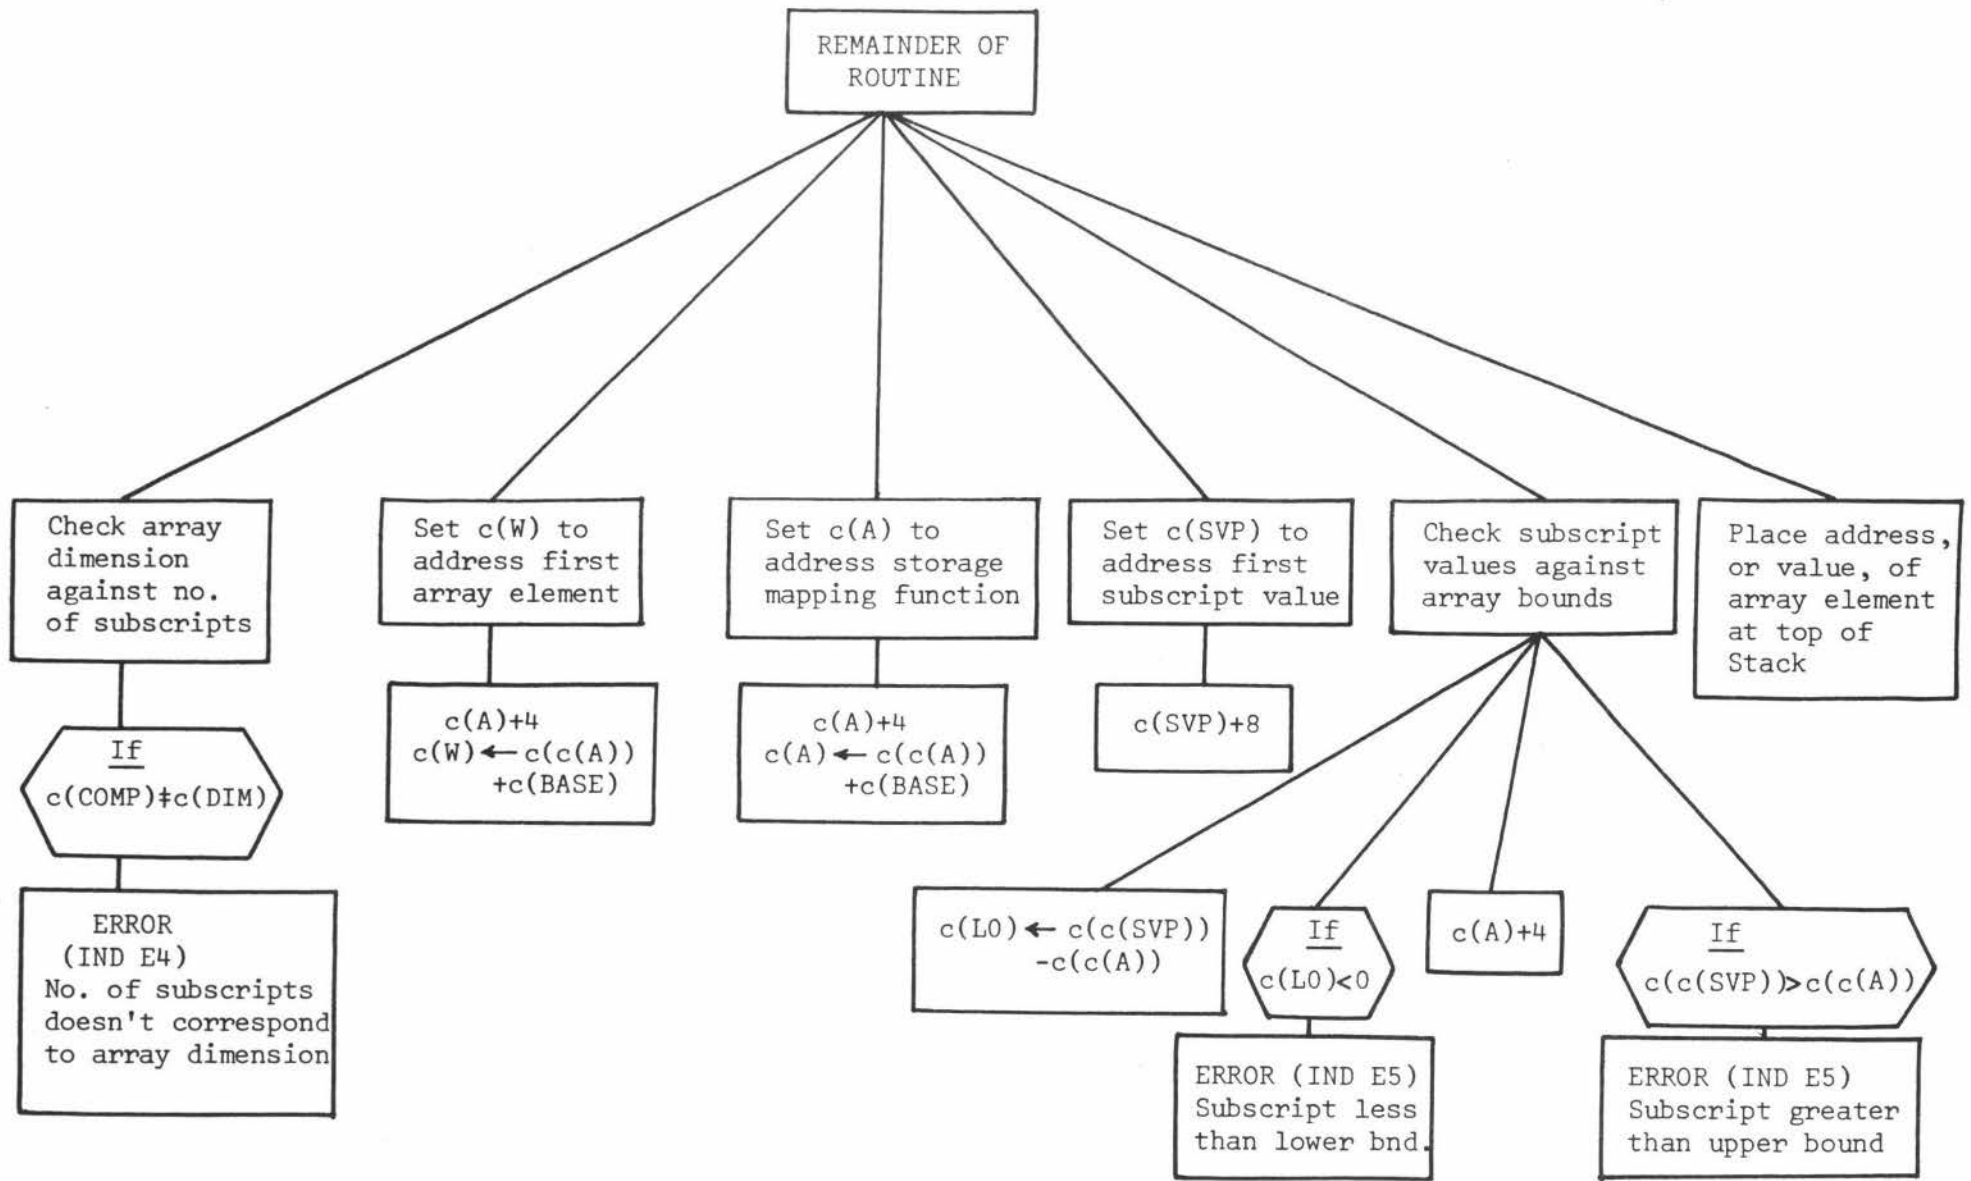 REMAINDER OF
ROUTINE
Check array
dimension
against no.
of subscripts
Set c(W) to
address first
array element
Set c(A) to
address storage
mapping function
Set c(SVP) to
address first
subscript value
Check subscript
values against
array bounds
Place address,
or value, of
array element
at top of
Stack
If
c(COMP)‡c(DIM)
c(A)+4
c(W)← c(c(A))
+c(BASE)
c(A)+4
c(A)← c(c(A))
+c(BASE)
c(SVP)+8
ERROR
(IND E4)
No. of subscripts
doesn't correspond
to array dimension
c(LO)← c(c(SVP))
-c(c(A))
If
c(LO)<0
c(A)+4
If
c(c(SVP))>c(c(A))
ERROR (IND E5)
Subscript less
than lower bnd.
ERROR (IND E5)
Subscript greater
than upper bound